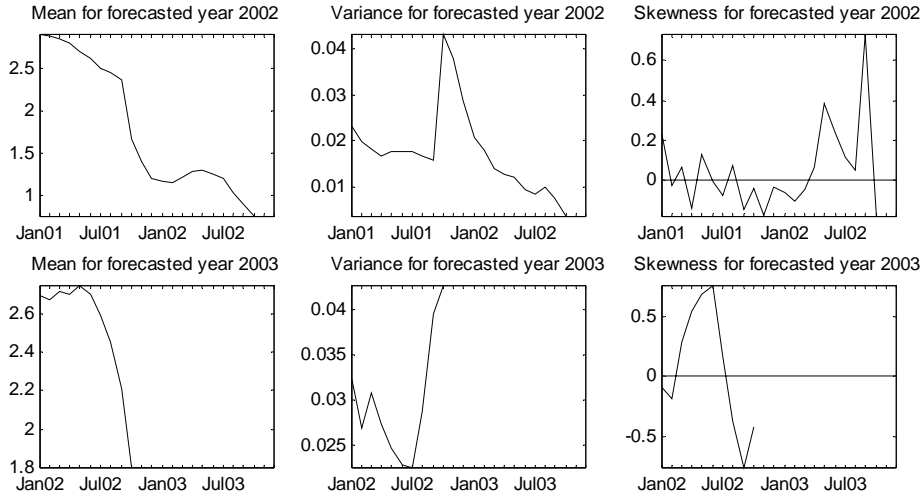 Mean for forecasted year 2002
Variance for forecasted year 2002
Skewness for forecasted year 2002
2.5
2
1.5
1
0.04
0.03
0.02
0.01
0.6
0.4
0.2
0
Jan01 Jul01 Jan02 Jul02
Jan01 Jul01 Jan02 Jul02
Jan01 Jul01 Jan02 Jul02
Mean for forecasted year 2003
Variance for forecasted year 2003
Skewness for forecasted year 2003
2.6
2.4
2.2
2
1.8
0.04
0.035
0.03
0.025
0.5
0
-0.5
Jan02 Jul02 Jan03 Jul03
Jan02 Jul02 Jan03 Jul03
Jan02 Jul02 Jan03 Jul03